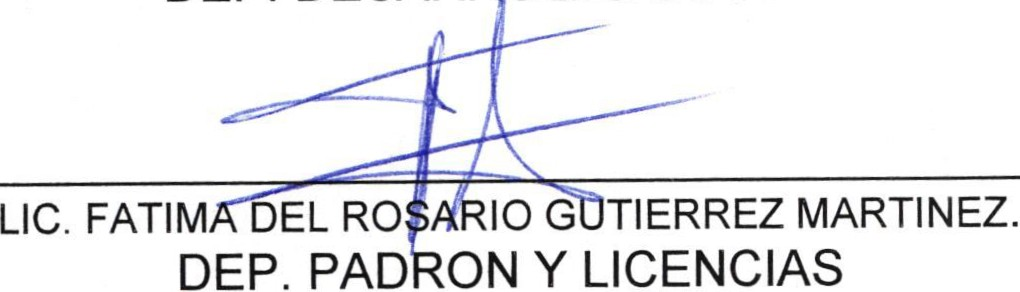 LIC. FATIMA DEL ROSARIO GUTIERREZ MARTINEZ.
DEP. PADRON Y LICENCIAS